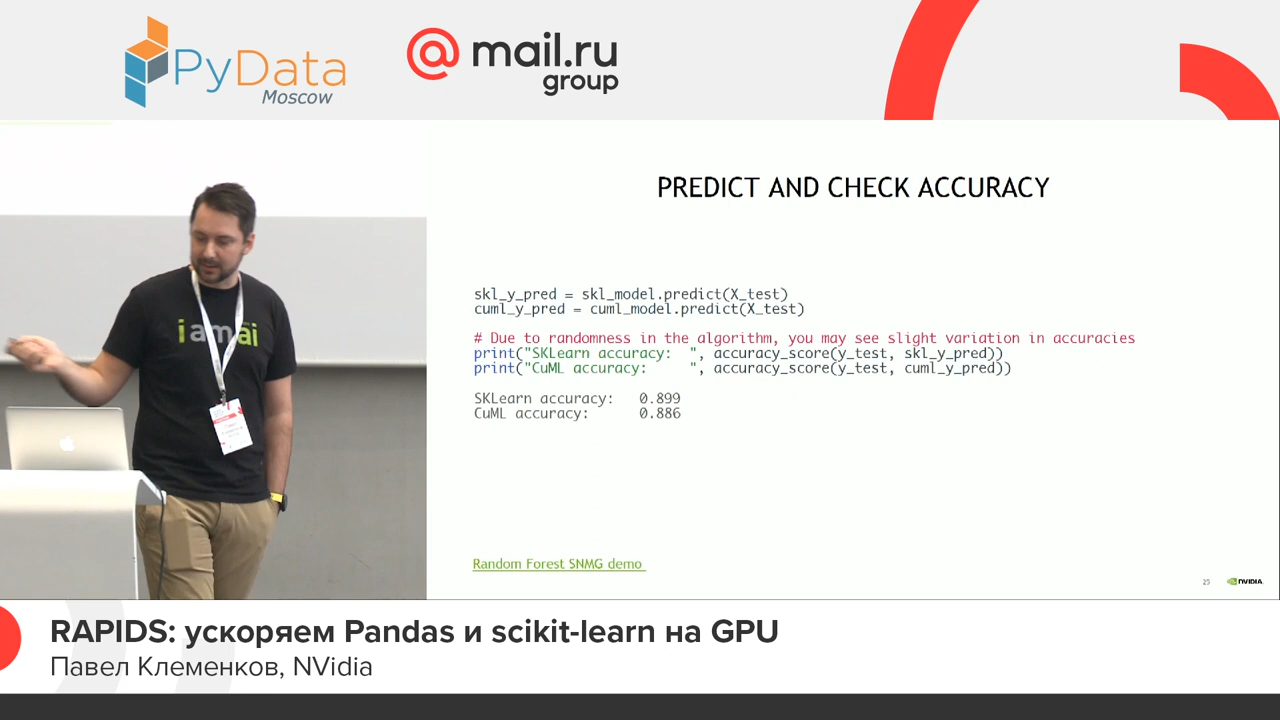 PyData
Moscow
@mail.ru
group
PREDICT AND CHECK ACCURACY
skl_y_pred = skl_model.predict(X_test)
cuml_y_pred = cuml_model.predict(X_test)
# Due to randomness in the algorithm, you may see slight variation in accuracies
print("SKLearn accuracy:  ", accuracy_score(y_test, skl_y_pred))
print("CuML accuracy:     ", accuracy_score(y_test, cuml_y_pred))
SKLearn accuracy:   0.899
CuML accuracy:      0.886
Random Forest SNMG demo
25
NVIDIA
i am ai
RAPIDS: ускоряем Pandas и scikit-learn на GPU
Павел Клеменков, NVidia